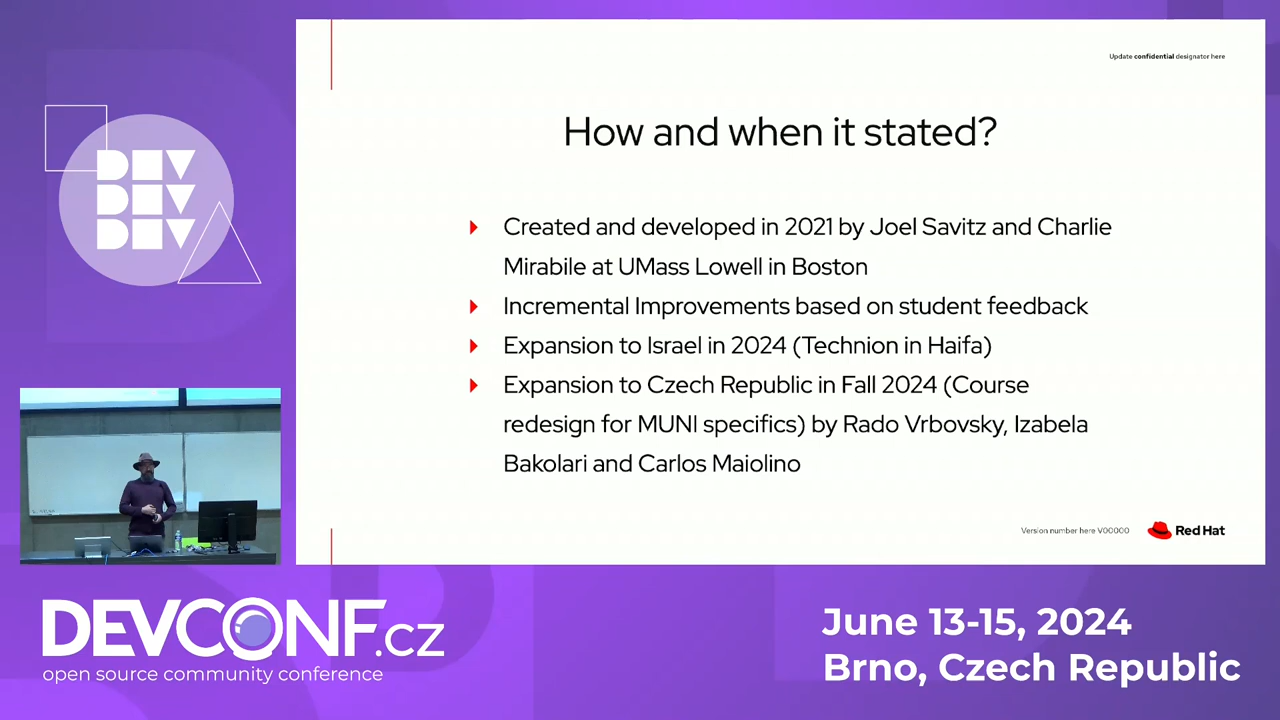 Update confidential designator here
How and when it stated?
Created and developed in 2021 by Joel Savitz and Charlie
Mirabile at UMass Lowell in Boston
Incremental Improvements based on student feedback
Expansion to Israel in 2024 (Technion in Haifa)
Expansion to Czech Republic in Fall 2024 (Course
redesign for MUNI specifics) by Rado Vrbovsky, Izabela
Bakolari and Carlos Maiolino
Version number here V00000
Red Hat
DEV
DEV
DEV
DEVCONF.cz
open source community conference
June 13-15, 2024
Brno, Czech Republic